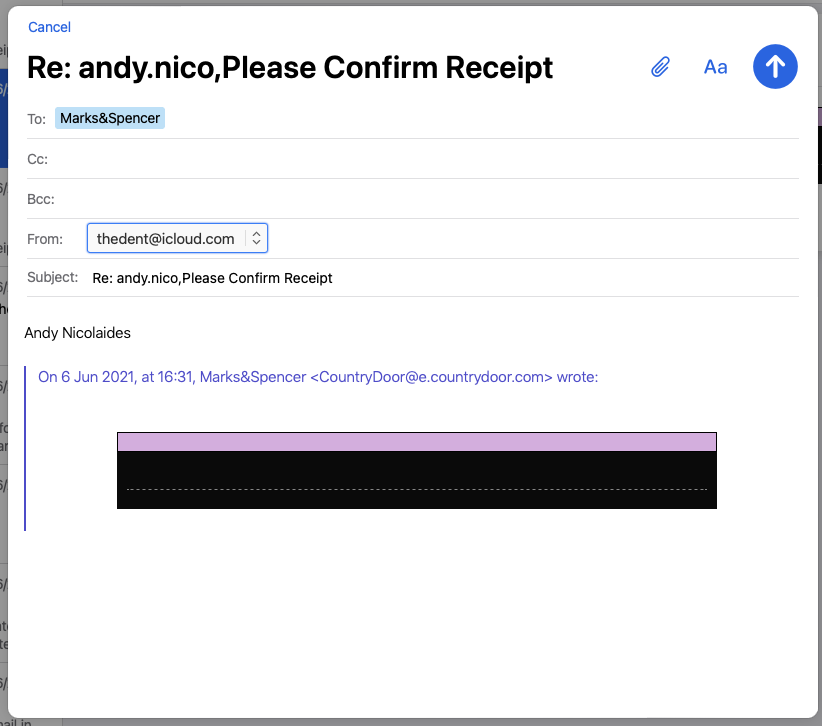 Cancel
Re: andy.nico,Please Confirm Receipt
Aa
To: Marks&Spencer
Cc:
Bcc:
From: thedent@icloud.com
Subject: Re: andy.nico,Please Confirm Receipt
Andy Nicolaides
On 6 Jun 2021, at 16:31, Marks&Spencer <CountryDoor@e.countrydoor.com> wrote: